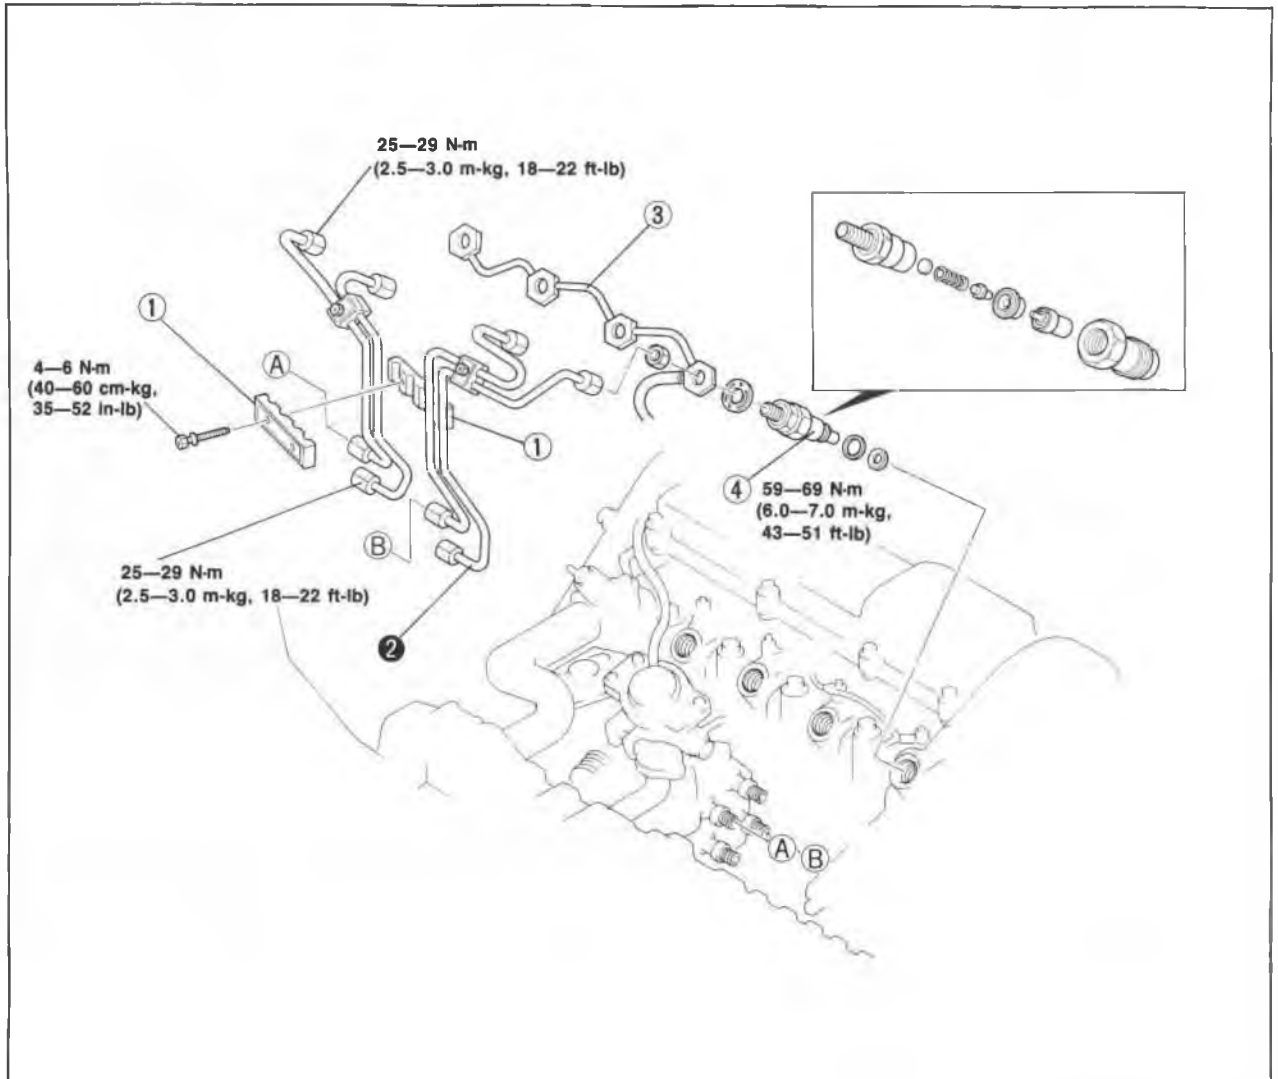 25—29 N·m
(2.5—3.0 m-kg, 18—22 ft-lb)
3
1
A
4—6 N·m
(40—60 cm-kg,
35—52 in-lb)
1
4 59—69 N·m
(6.0—7.0 m-kg,
43—51 ft-lb)
B
25—29 N·m
(2.5—3.0 m-kg, 18—22 ft-lb)
2
A B